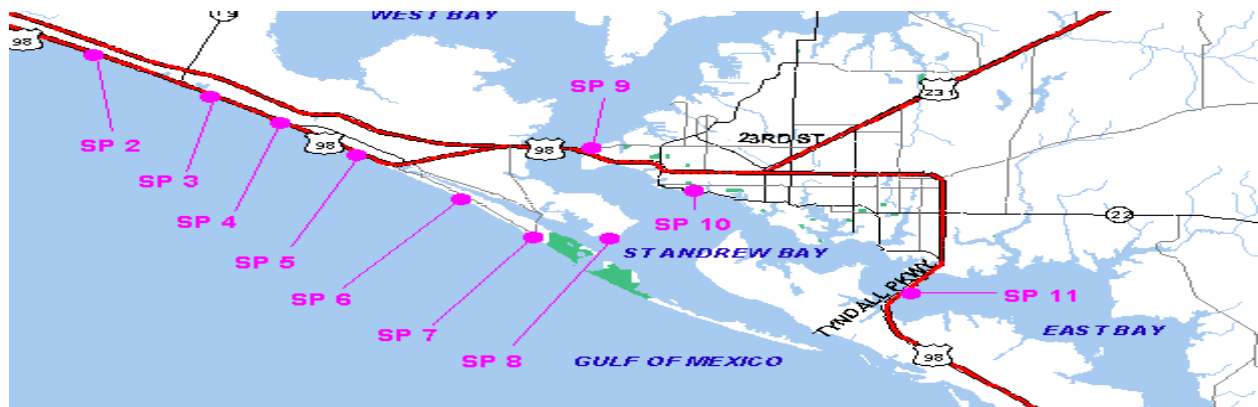 WEST BAY
19
98
SP 9
231
SP 2
23RD ST
98
98
SP 3
SP 4
SP 10
22
SP 5
ST ANDREW BAY
SP 6
TYNDALL PKWY
SP 11
SP 7
EAST BAY
SP 8
GULF OF MEXICO
98